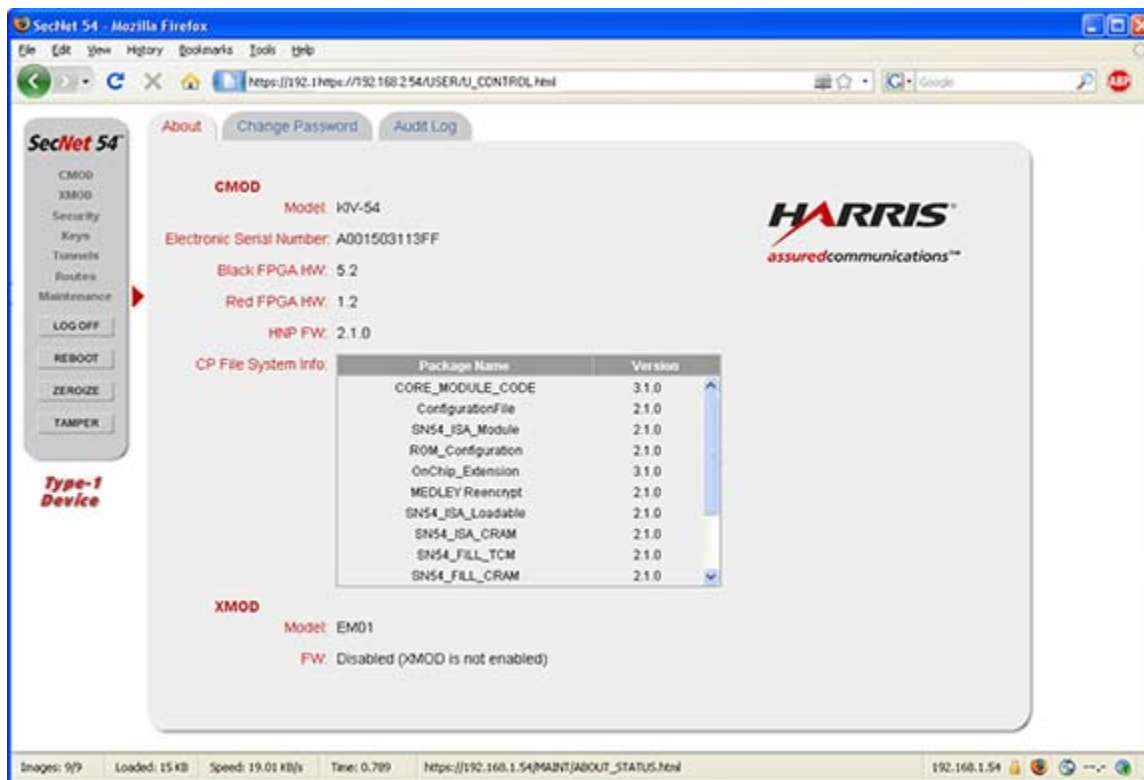 SecNet 54 - Mozilla Firefox
File Edit View History Bookmarks Tools Help
https://192.1https://192.168.2.54/USER/U_CONTROL.html
Google
ABP
SecNet 54™
CMOD
XMOD
Security
Keys
Tunnels
Routes
Maintenance
LOG OFF
REBOOT
ZEROIZE
TAMPER
Type-1
Device
About Change Password Audit Log
HARRIS®
assuredcommunications™
CMOD
Model: KIV-54
Electronic Serial Number: A001503113FF
Black FPGA HW: 5.2
Red FPGA HW: 1.2
HNP FW: 2.1.0
CP File System Info:
Package Name Version
CORE_MODULE_CODE 3.1.0
ConfigurationFile 2.1.0
SN54_ISA_Module 2.1.0
ROM_Configuration 2.1.0
OnChip_Extension 3.1.0
MEDLEY Reencrypt 2.1.0
SN54_ISA_Loadable 2.1.0
SN54_ISA_CRAM 2.1.0
SN54_FILL_TCM 2.1.0
SN54_FILL_CRAM 2.1.0
XMOD
Model: EM01
FW: Disabled (XMOD is not enabled)
Images: 9/9 Loaded: 15 KB Speed: 19.01 KB/s Time: 0.789 https://192.168.1.54/MAINT/ABOUT_STATUS.html 192.168.1.54 --.-